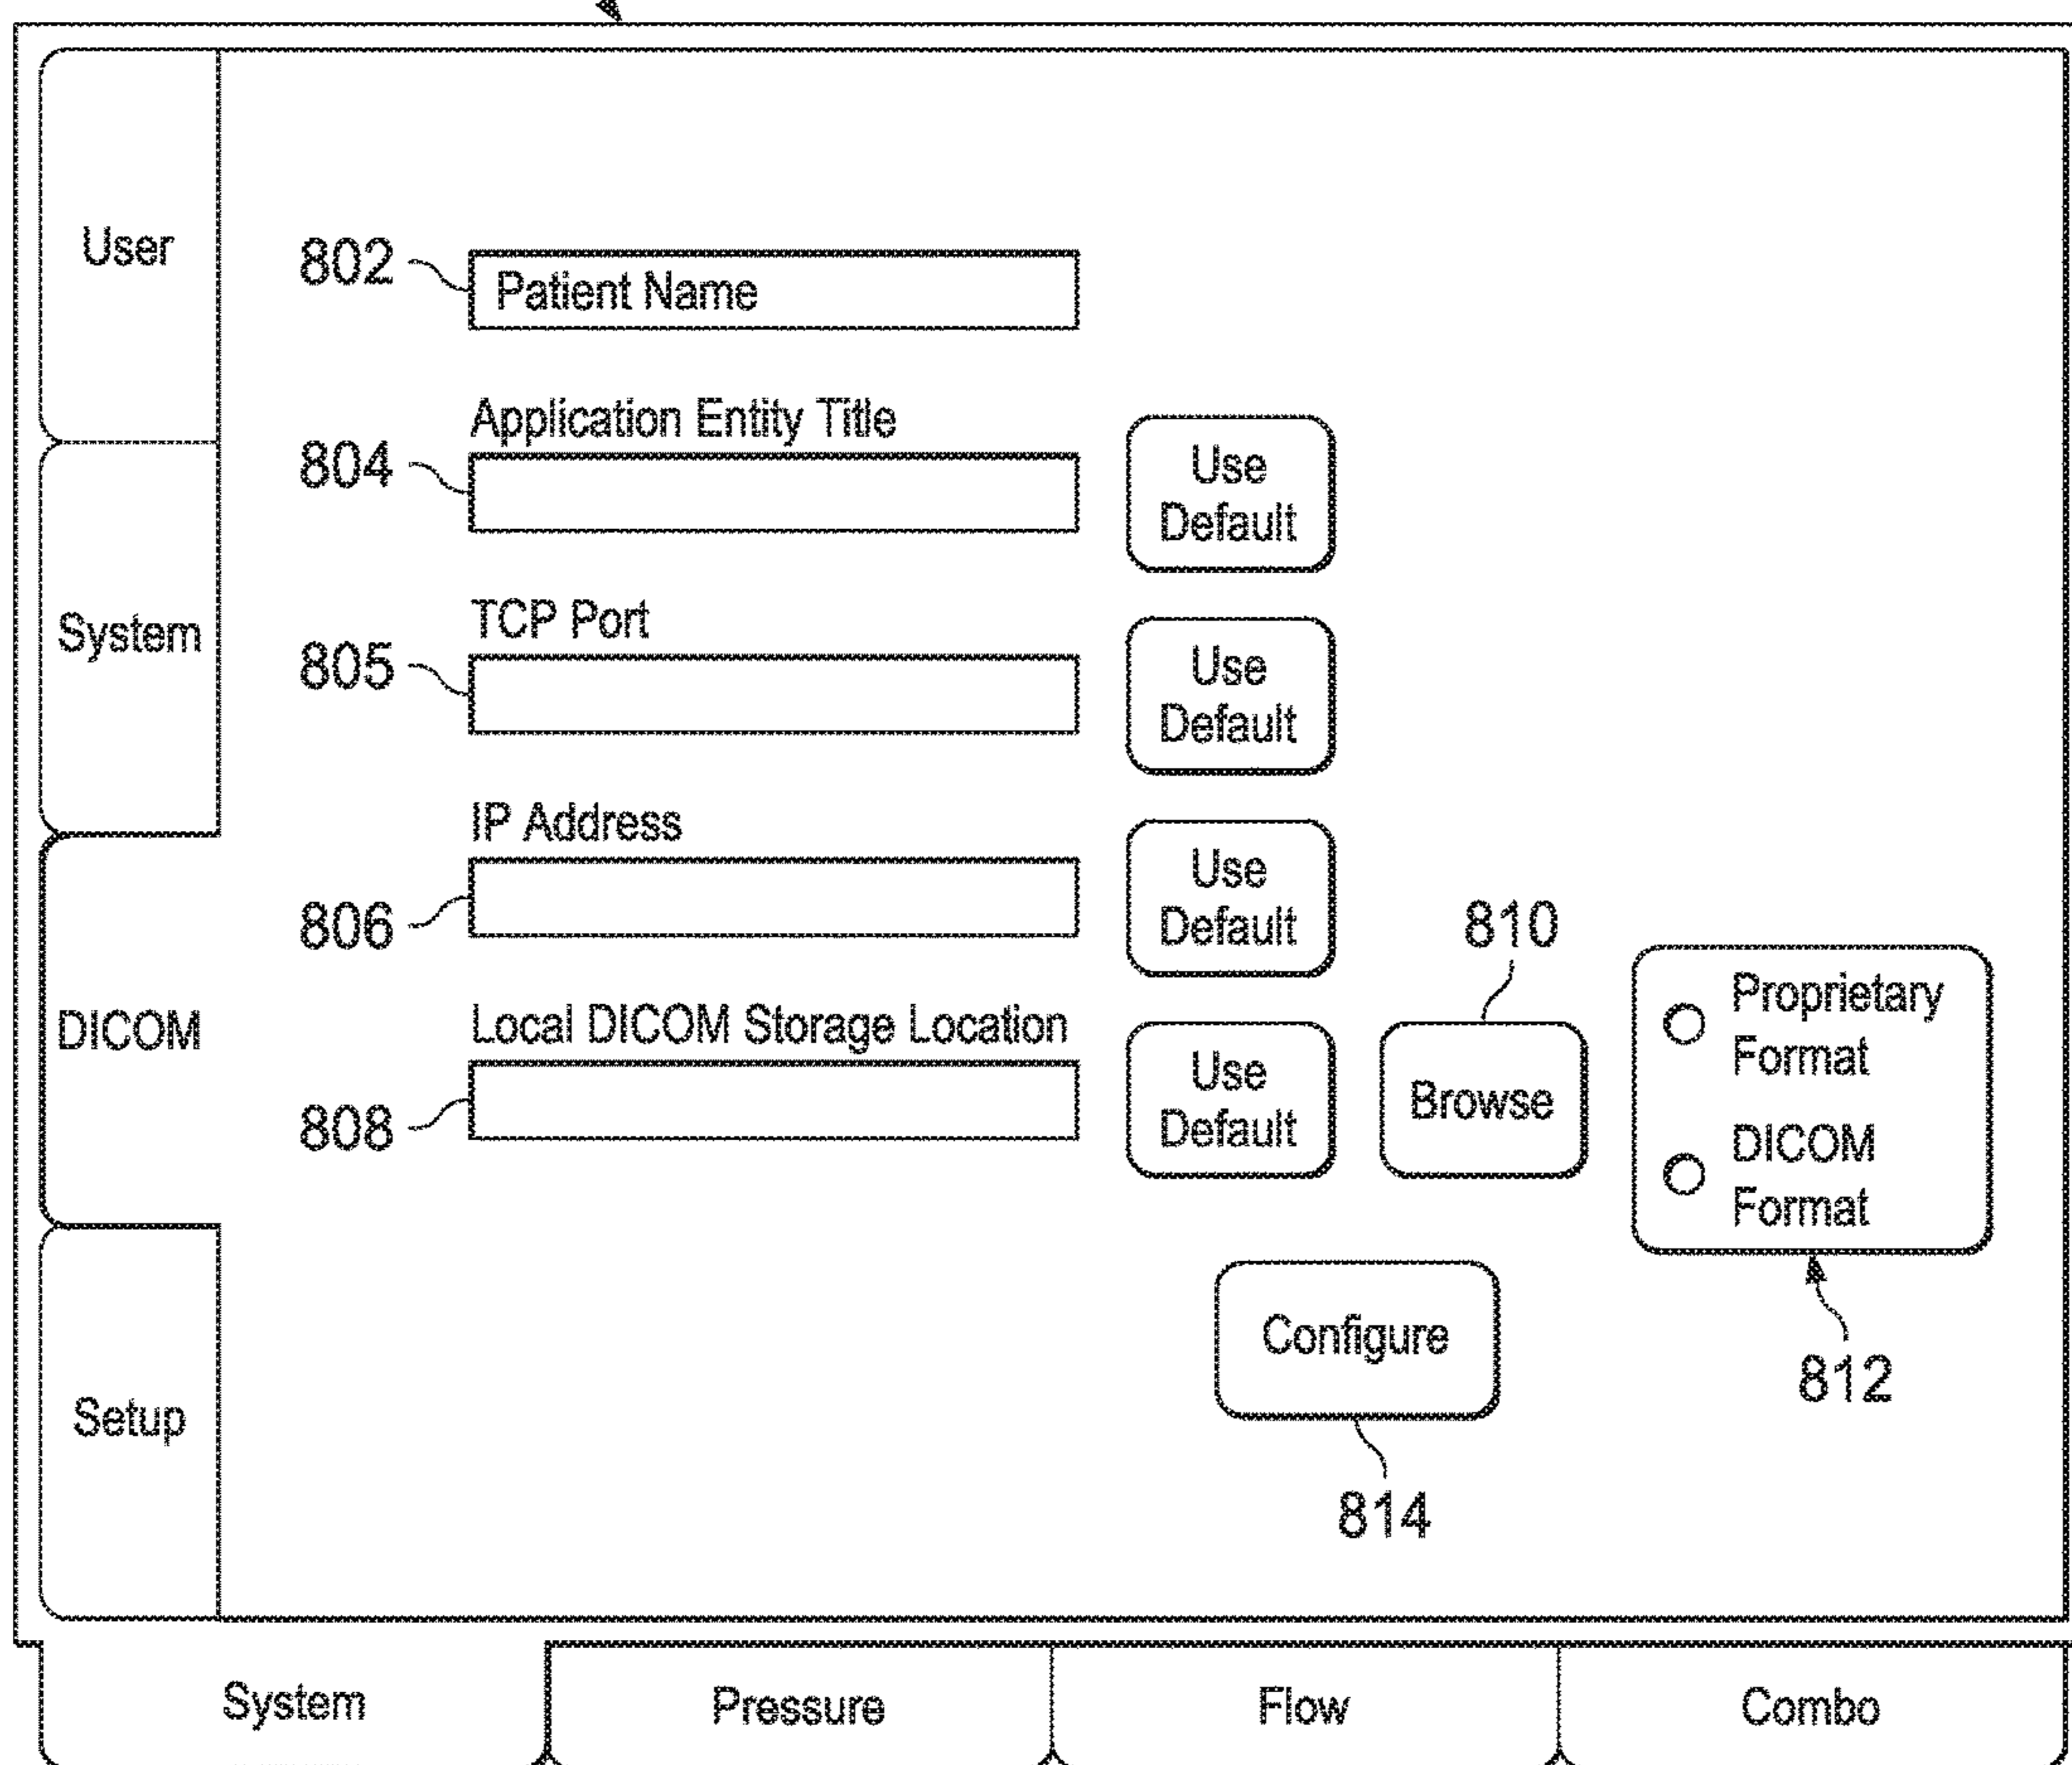 User
802
Patient Name
Application Entity Title
804
Use
Default
System
TCP Port
805
Use
Default
IP Address
806
Use
Default
810
DICOM
Local DICOM Storage Location
808
Use
Default
Browse
Proprietary
Format
DICOM
Format
812
Configure
814
Setup
System
Pressure
Flow
Combo